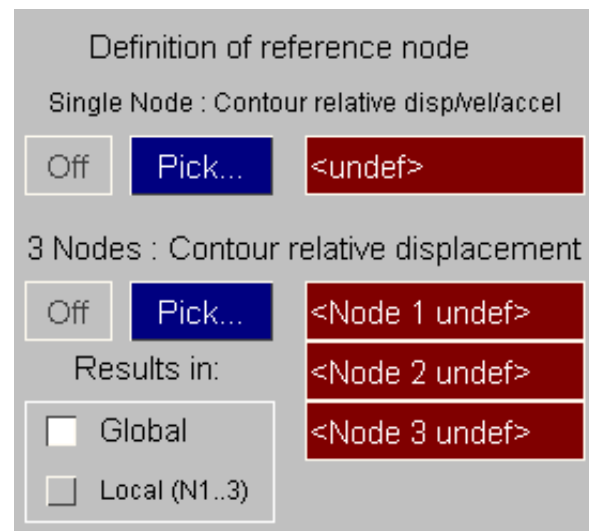 Definition of reference node
Single Node : Contour relative disp/vel/accel
Off Pick... <undef>
3 Nodes : Contour relative displacement
Off Pick... <Node 1 undef>
Results in: <Node 2 undef>
Global <Node 3 undef>
Local (N1..3)